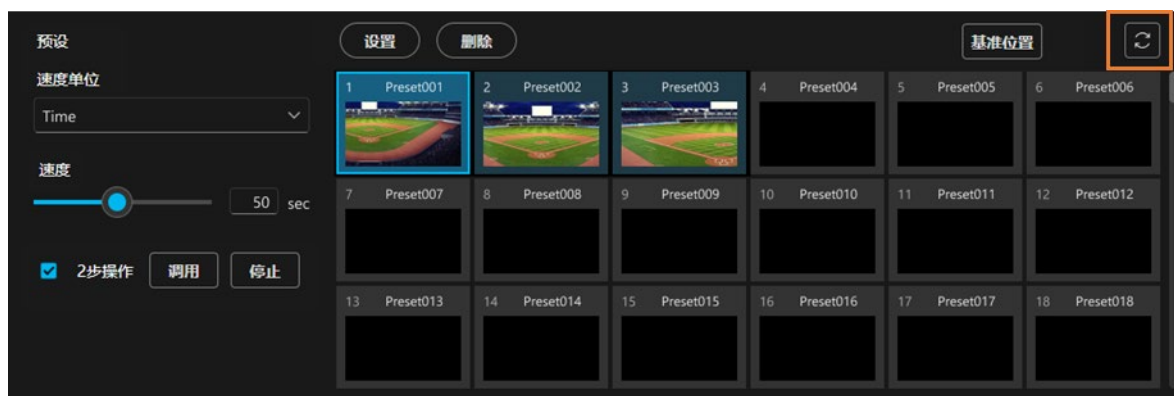 预设
设置
删除
基准位置
速度单位
Time
速度
50 sec
2步操作
调用
停止
1 Preset001
2 Preset002
3 Preset003
4 Preset004
5 Preset005
6 Preset006
7 Preset007
8 Preset008
9 Preset009
10 Preset010
11 Preset011
12 Preset012
13 Preset013
14 Preset014
15 Preset015
16 Preset016
17 Preset017
18 Preset018